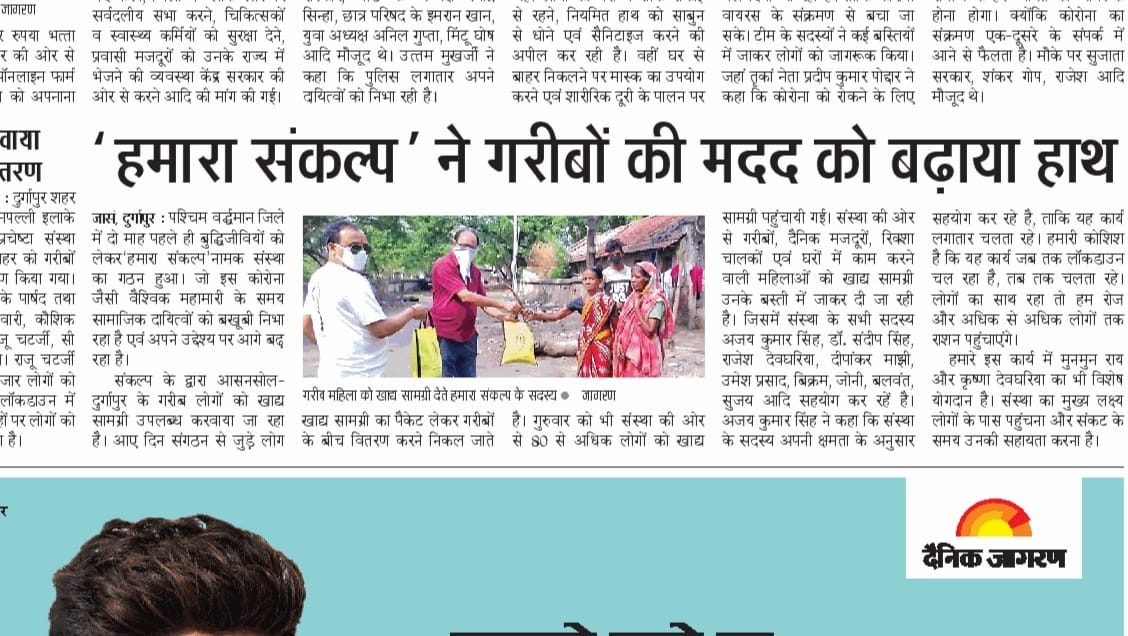 जागरण
रुपया भत्ता
र की ओर से
ऑनलाइन फार्म
को अपनाना
सर्वदलीय सभा करने, चिकित्सकों
व स्वास्थ्य कर्मियों को सुरक्षा देने,
प्रवासी मजदूरों को उनके राज्य में
भेजने की व्यवस्था केंद्र सरकार की
ओर से करने आदि की मांग की गई।
सिन्हा, छात्र परिषद के इमरान खान,
युवा अध्यक्ष अनिल गुप्ता, मिंटू घोष
आदि मौजूद थे। उत्तम मुखर्जी ने
कहा कि पुलिस लगातार अपने
दायित्वों को निभा रही है।
से रहने, नियमित हाथ को साबुन
से धोने एवं सैनिटाइज करने की
अपील कर रही है। वहीं घर से
बाहर निकलने पर मास्क का उपयोग
करने एवं शारीरिक दूरी के पालन पर
वायरस के संक्रमण से बचा जा
सके। टीम के सदस्यों ने कई बस्तियों
में जाकर लोगों को जागरूक किया।
जहां तृकां नेता प्रदीप कुमार पोद्दार ने
कहा कि कोरोना को रोकने के लिए
होना होगा। क्योंकि कोरोना का
संक्रमण एक-दूसरे के संपर्क में
आने से फैलता है। मौके पर सुजाता
सरकार, शंकर गोप, राजेश आदि
मौजूद थे।
वाया
तरण
: दुर्गापुर शहर
नपल्ली इलाके
प्रचेष्टा संस्था
हर को गरीबों
ण किया गया।
के पार्षद तथा
वारी, कौशिक
जू चटर्जी, सी
। राजू चटर्जी
जार लोगों को
लॉकडाउन में
हों पर लोगों को
है।
'हमारा संकल्प' ने गरीबों की मदद को बढ़ाया हाथ
जासं, दुर्गापुर : पश्चिम वर्द्धमान जिले
में दो माह पहले ही बुद्धिजीवियों को
लेकर'हमारा संकल्प'नामक संस्था
का गठन हुआ। जो इस कोरोना
जैसी वैश्विक महामारी के समय
सामाजिक दायित्वों को बखूबी निभा
रहा है एवं अपने उद्देश्य पर आगे बढ़
रहा है।
संकल्प के द्वारा आसनसोल-
दुर्गापुर के गरीब लोगों को खाद्य
सामग्री उपलब्ध करवाया जा रहा
है। आए दिन संगठन से जुड़े लोग
JUST
गरीब महिला को खाद्य सामग्री देते हमारा संकल्प के सदस्य ● जागरण
खाद्य सामग्री का पैकेट लेकर गरीबों
के बीच वितरण करने निकल जाते
है। गुरुवार को भी संस्था की ओर
से 80 से अधिक लोगों को खाद्य
सामग्री पहुंचायी गई। संस्था की ओर
से गरीबों, दैनिक मजदूरों, रिक्शा
चालकों एवं घरों में काम करने
वाली महिलाओं को खाद्य सामग्री
उनके बस्ती में जाकर दी जा रही
है। जिसमें संस्था के सभी सदस्य
अजय कुमार सिंह, डॉ. संदीप सिंह,
राजेश देवघरिया, दीपांकर माझी,
उमेश प्रसाद, बिक्रम, जोनी, बलवंत,
सुजय आदि सहयोग कर रहें है।
अजय कुमार सिंह ने कहा कि संस्था
के सदस्य अपनी क्षमता के अनुसार
सहयोग कर रहे है, ताकि यह कार्य
लगातार चलता रहे। हमारी कोशिश
है कि यह कार्य जब तक लॉकडाउन
चल रहा है, तब तक चलता रहे।
लोगों का साथ रहा तो हम रोज
और अधिक से अधिक लोगों तक
राशन पहुंचाएंगे।
हमारे इस कार्य में मुनमुन राय
और कृष्णा देवघरिया का भी विशेष
योगदान है। संस्था का मुख्य लक्ष्य
लोगों के पास पहुंचना और संकट के
समय उनकी सहायता करना है।
र
दैनिक जागरण